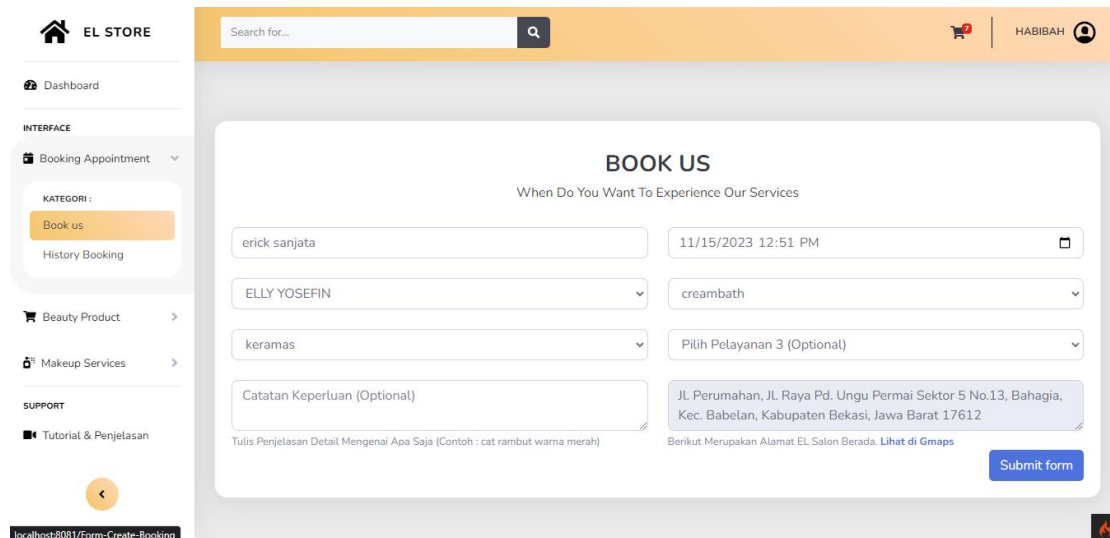 EL STORE
Search for...
7
HABIBAH
Dashboard
INTERFACE
Booking Appointment
KATEGORI :
Book us
History Booking
Beauty Product
Makeup Services
SUPPORT
Tutorial & Penjelasan
BOOK US
When Do You Want To Experience Our Services
erick sanjata
11/15/2023 12:51 PM
ELLY YOSEFIN
creambath
keramas
Pilih Pelayanan 3 (Optional)
Catatan Keperluan (Optional)
Jl. Perumahan, Jl. Raya Pd. Ungu Permai Sektor 5 No.13, Bahagia,
Kec. Babelan, Kabupaten Bekasi, Jawa Barat 17612
Tulis Penjelasan Detail Mengenai Apa Saja (Contoh : cat rambut warna merah)
Berikut Merupakan Alamat EL Salon Berada. Lihat di Gmaps
Submit form
localhost:8081/Form-Create-Booking